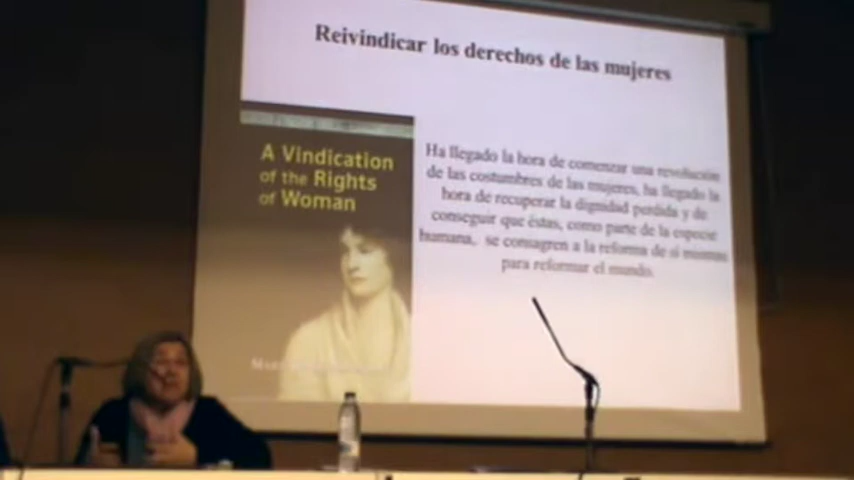 Reivindicar los derechos de las mujeres
A Vindication
of the Rights
of Woman
Ha llegado la hora de comenzar una revolución
de las costumbres de las mujeres, ha llegado la
hora de recuperar la dignidad perdida y de
conseguir que éstas, como parte de la especie
humana, se consagren a la reforma de sí mismas
para reformar el mundo.